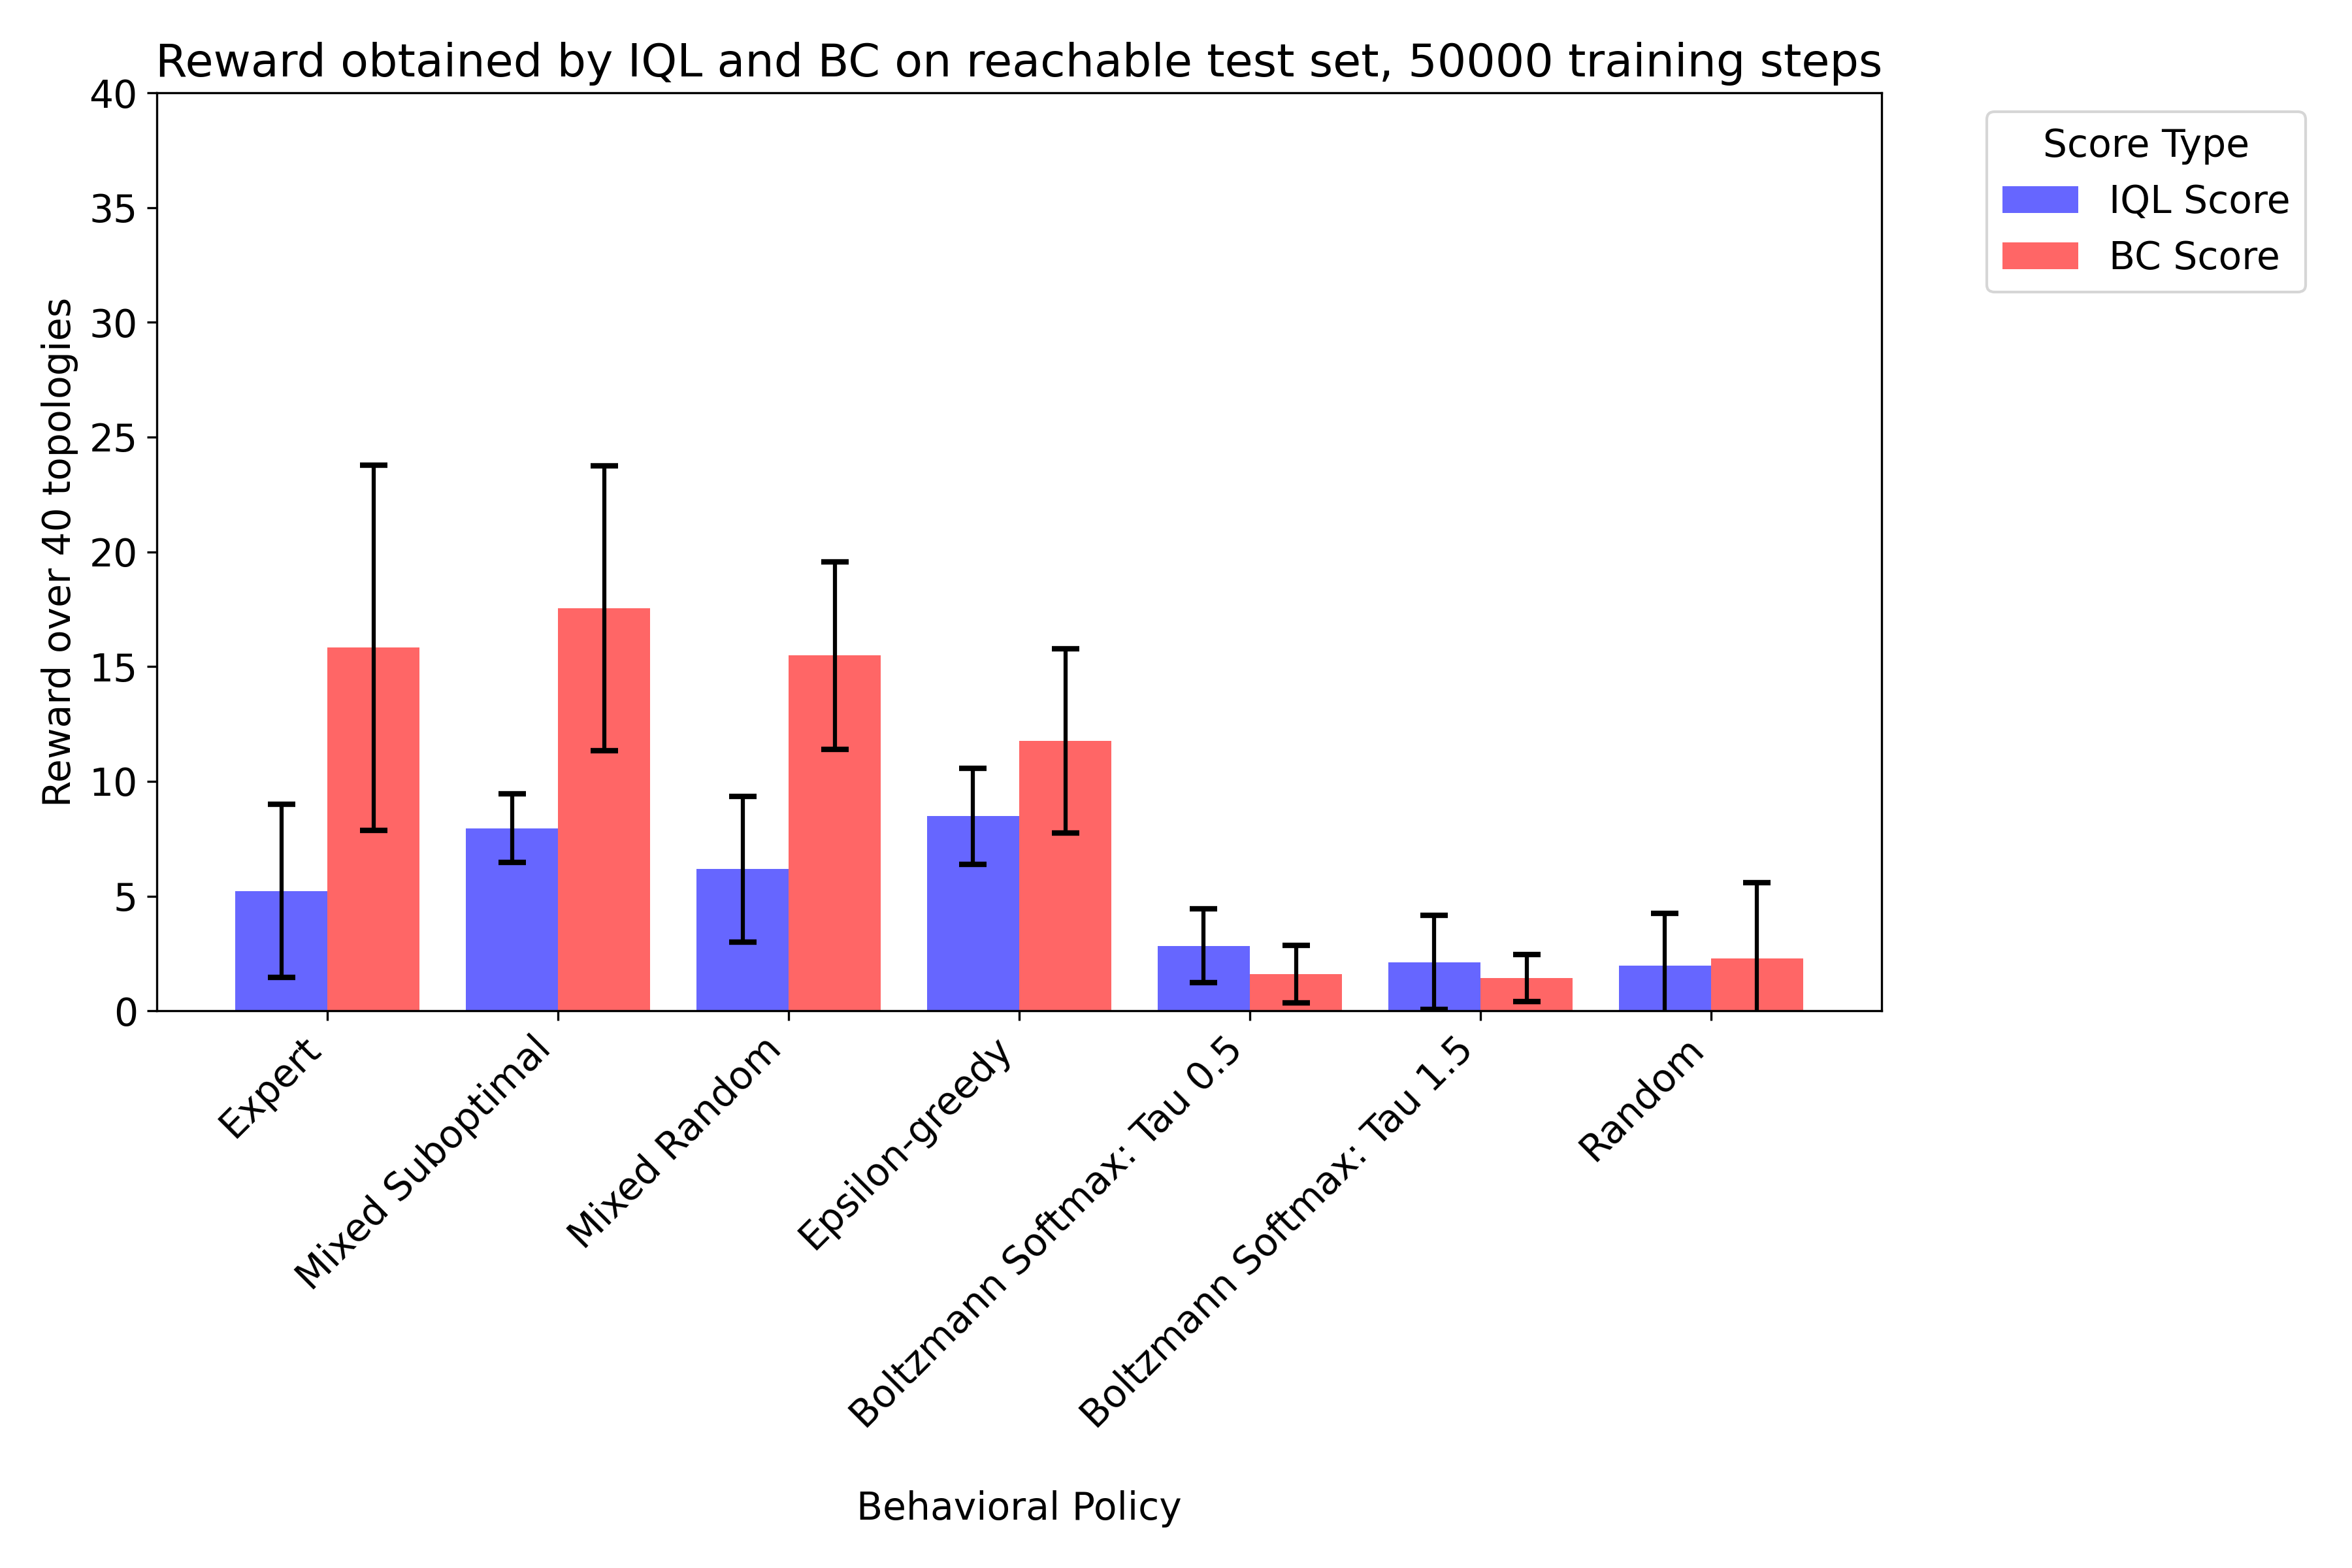 Reward obtained by IQL and BC on reachable test set, 50000 training steps
Reward over 40 topologies
40
35
30
25
20
15
10
5
0
Score Type
IQL Score
BC Score
Expert
Mixed Suboptimal
Mixed Random
Epsilon-greedy
Boltzmann Softmax: Tau 0.5
Boltzmann Softmax: Tau 1.5
Random
Behavioral Policy